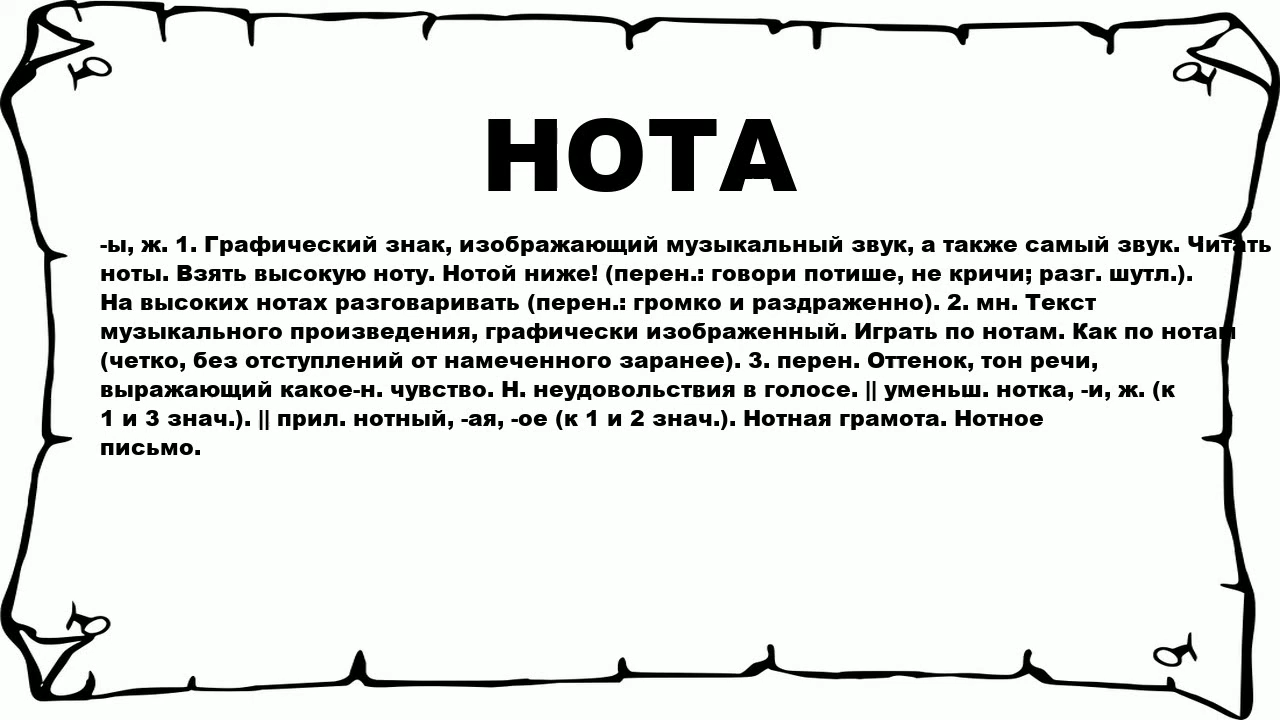 НОТА
-ы, ж. 1. Графический знак, изображающий музыкальный звук, а также самый звук. Читать
ноты. Взять высокую ноту. Нотой ниже! (перен.: говори потише, не кричи; разг. шутл.).
На высоких нотах разговаривать (перен.: громко и раздраженно). 2. мн. Текст
музыкального произведения, графически изображенный. Играть по нотам. Как по нотам
(четко, без отступлений от намеченного заранее). 3. перен. Оттенок, тон речи,
выражающий какое-н. чувство. Н. неудовольствия в голосе. || уменьш. нотка, -и, ж. (к
1 и 3 знач.). || прил. нотный, -ая, -ое (к 1 и 2 знач.). Нотная грамота. Нотное
письмо.